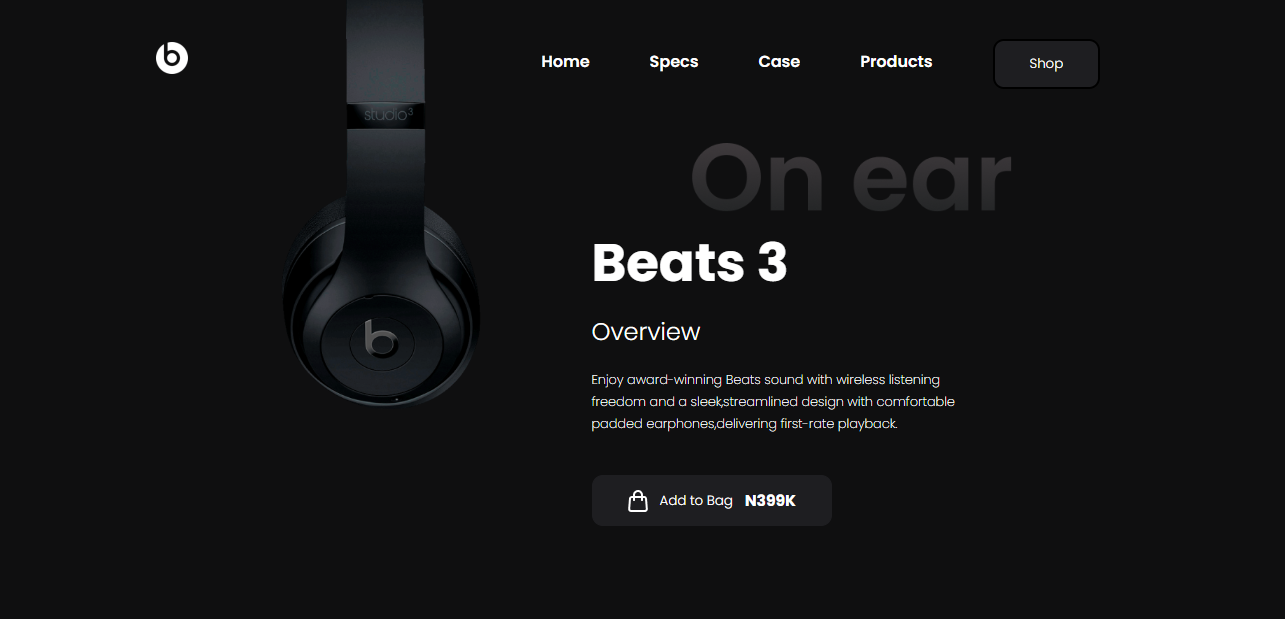 Home Specs Case Products Shop
studio³
On ear
Beats 3
Overview
Enjoy award-winning Beats sound with wireless listening
freedom and a sleek,streamlined design with comfortable
padded earphones,delivering first-rate playback.
Add to Bag N399K